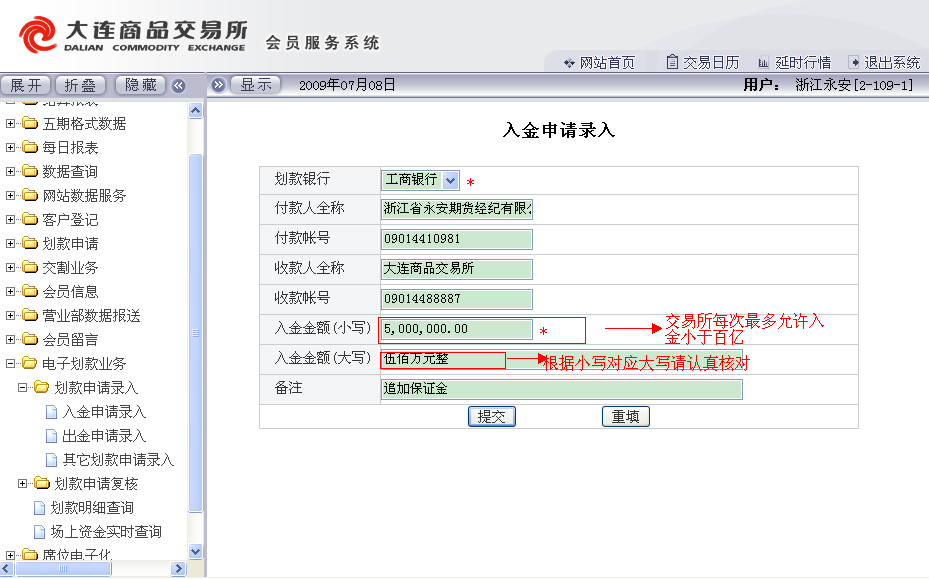 大连商品交易所
DALIAN COMMODITY EXCHANGE
会员服务系统
网站首页 交易日历 延时行情 退出系统
展开 折叠 隐藏 显示 2009年07月08日 用户: 浙江永安[2-109-1]
五期格式数据
每日报表
数据查询
网站数据服务
客户登记
划款申请
交割业务
会员信息
营业部数据报送
会员留言
电子划款业务
划款申请录入
入金申请录入
出金申请录入
其它划款申请录入
划款申请复核
划款明细查询
场上资金实时查询
席位电子化
入金申请录入
划款银行 工商银行 *
付款人全称 浙江省永安期货经纪有限
付款帐号 09014410981
收款人全称 大连商品交易所
收款帐号 09014488887
入金金额(小写) 5,000,000.00 *
交易所每次最多允许入
金小于百亿
入金金额(大写) 伍佰万元整
根据小写对应大写请认真核对
备注 追加保证金
提交 重填